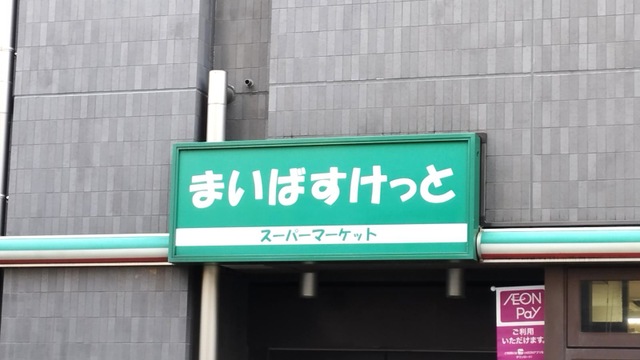 まいばすけっと
スーパーマーケット
ÆON
Pay
ご利用
いただけます。